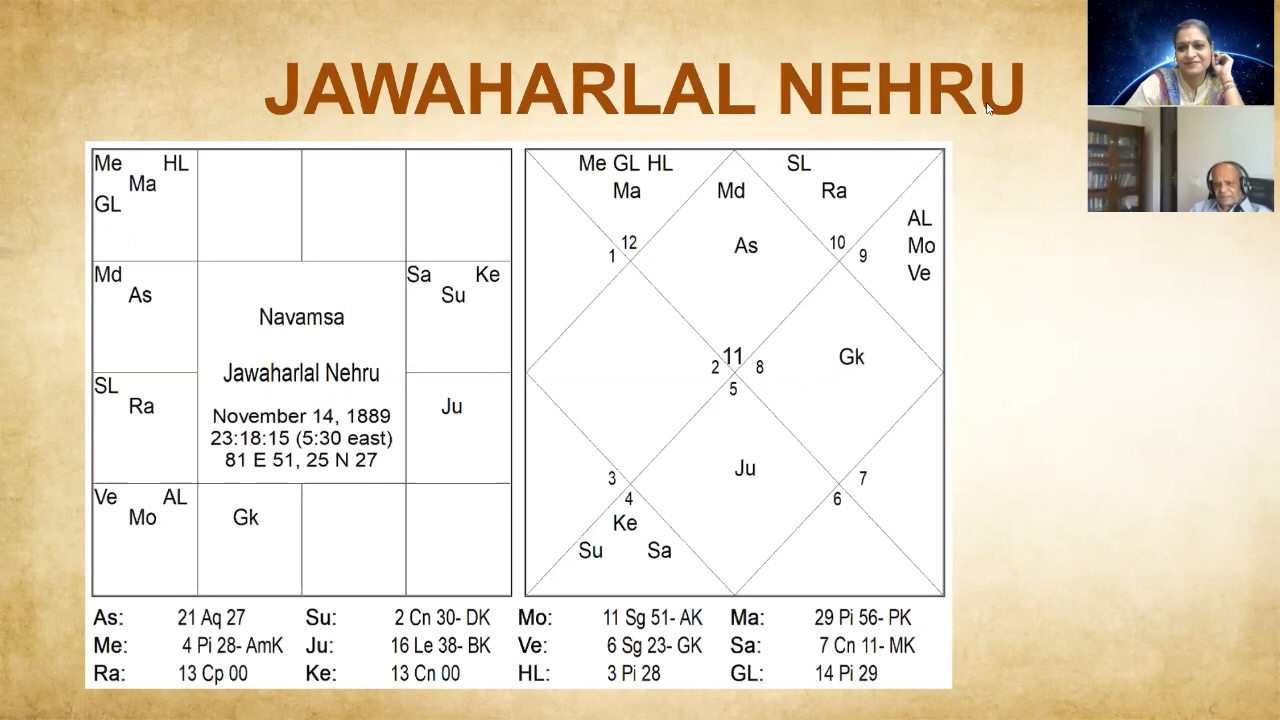 JAWAHARLAL NEHRU
Me HL
Ma
GL
Md
As
Sa Ke
Su
Navamsa
Jawaharlal Nehru
November 14, 1889
23:18:15 (5:30 east)
81 E 51, 25 N 27
SL
Ra
Ju
Ve AL
Mo
Gk
Me GL HL
Ma
Md
SL
Ra
AL
Mo
Ve
As
12
1
10
9
Gk
11
2
8
5
Ju
3
4
7
6
Ke
Su Sa
As: 21 Aq 27 Su: 2 Cn 30- DK Mo: 11 Sg 51- AK Ma: 29 Pi 56- PK
Me: 4 Pi 28- AmK Ju: 16 Le 38- BK Ve: 6 Sg 23- GK Sa: 7 Cn 11- MK
Ra: 13 Cp 00 Ke: 13 Cn 00 HL: 3 Pi 28 GL: 14 Pi 29